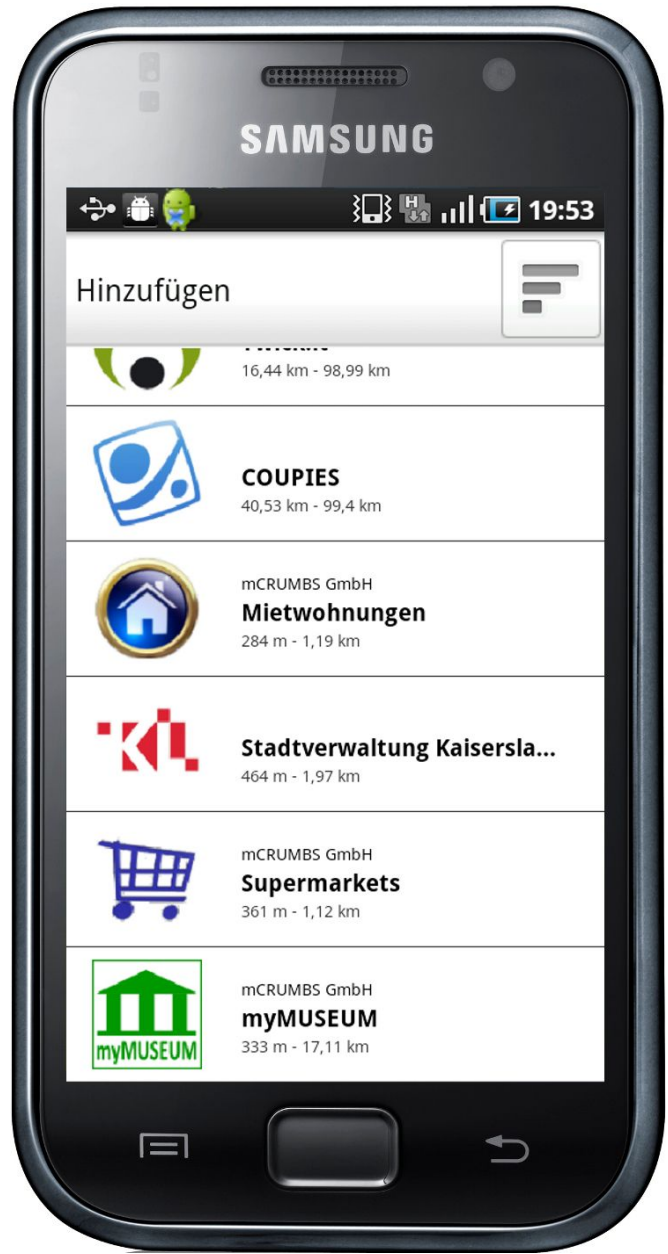 SAMSUNG
H
19:53
Hinzufügen
16,44 km - 98,99 km
COUPIES
40,53 km - 99,4 km
mCRUMBS GmbH
Mietwohnungen
284 m - 1,19 km
KL
Stadtverwaltung Kaisersla...
464 m - 1,97 km
mCRUMBS GmbH
Supermarkets
361 m - 1,12 km
mCRUMBS GmbH
myMUSEUM
myMUSEUM
333 m - 17,11 km